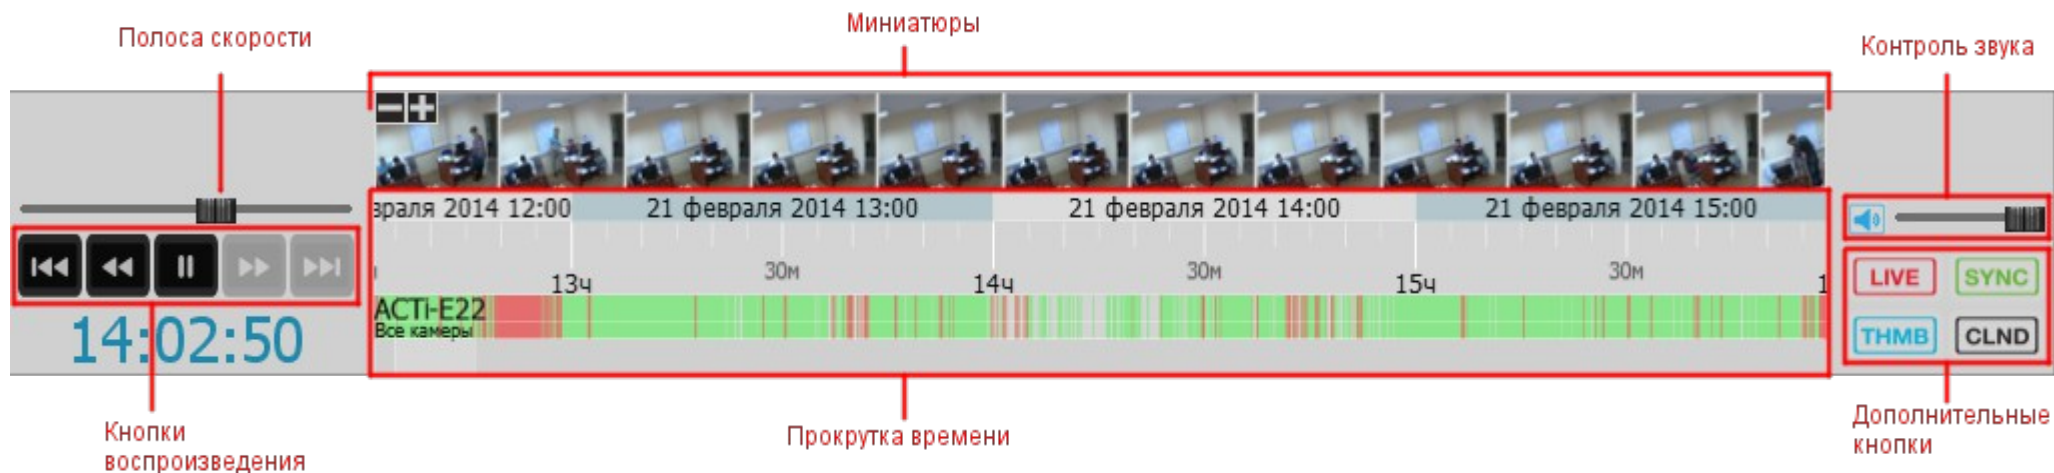 Миниатюры
Полоса скорости
Контроль звука
враля 2014 12:00 21 февраля 2014 13:00 21 февраля 2014 14:00 21 февраля 2014 15:00
30м 30м 30м
13ч 14ч 15ч 1
LIVE SYNC
ACTi-E22
Все камеры
14:02:50
THMB CLND
Кнопки
воспроизведения
Прокрутка времени
Дополнительные
кнопки